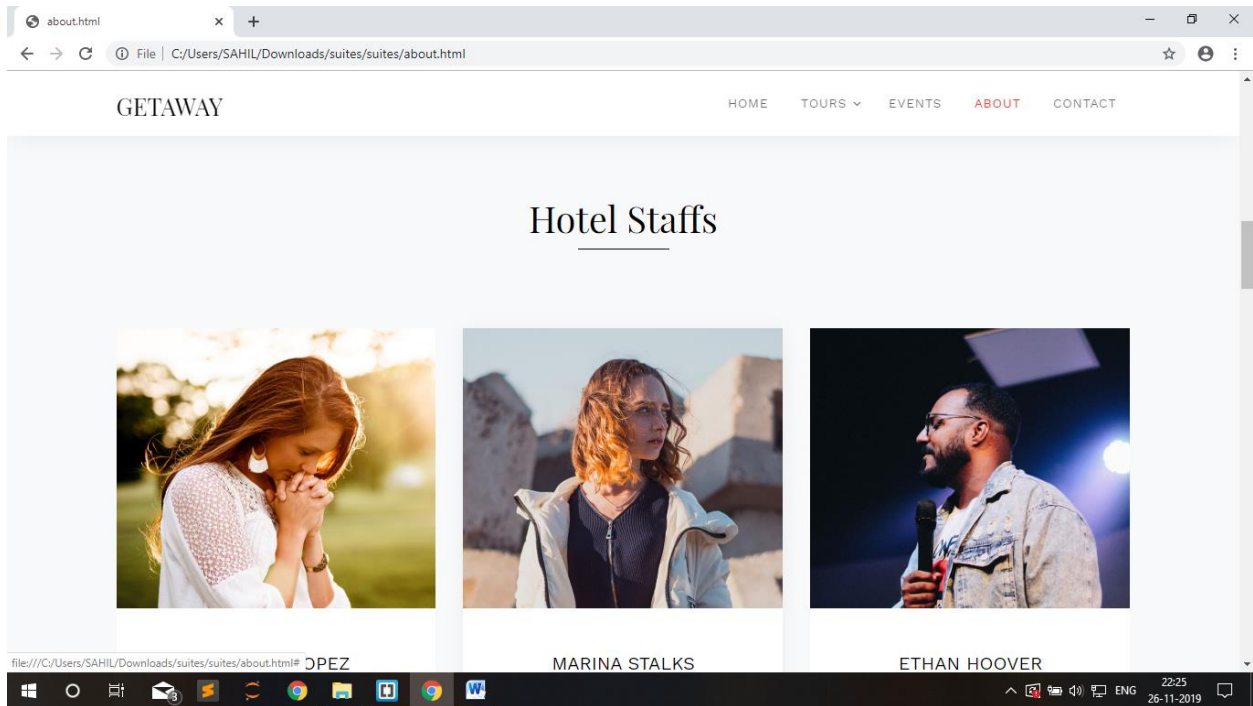 about.html
File | C:/Users/SAHIL/Downloads/suites/suites/about.html
GETAWAY
HOME TOURS EVENTS ABOUT CONTACT
Hotel Staffs
OPEZ MARINA STALKS ETHAN HOOVER
file:///C:/Users/SAHIL/Downloads/suites/suites/about.html#
3
ENG
22:25
26-11-2019